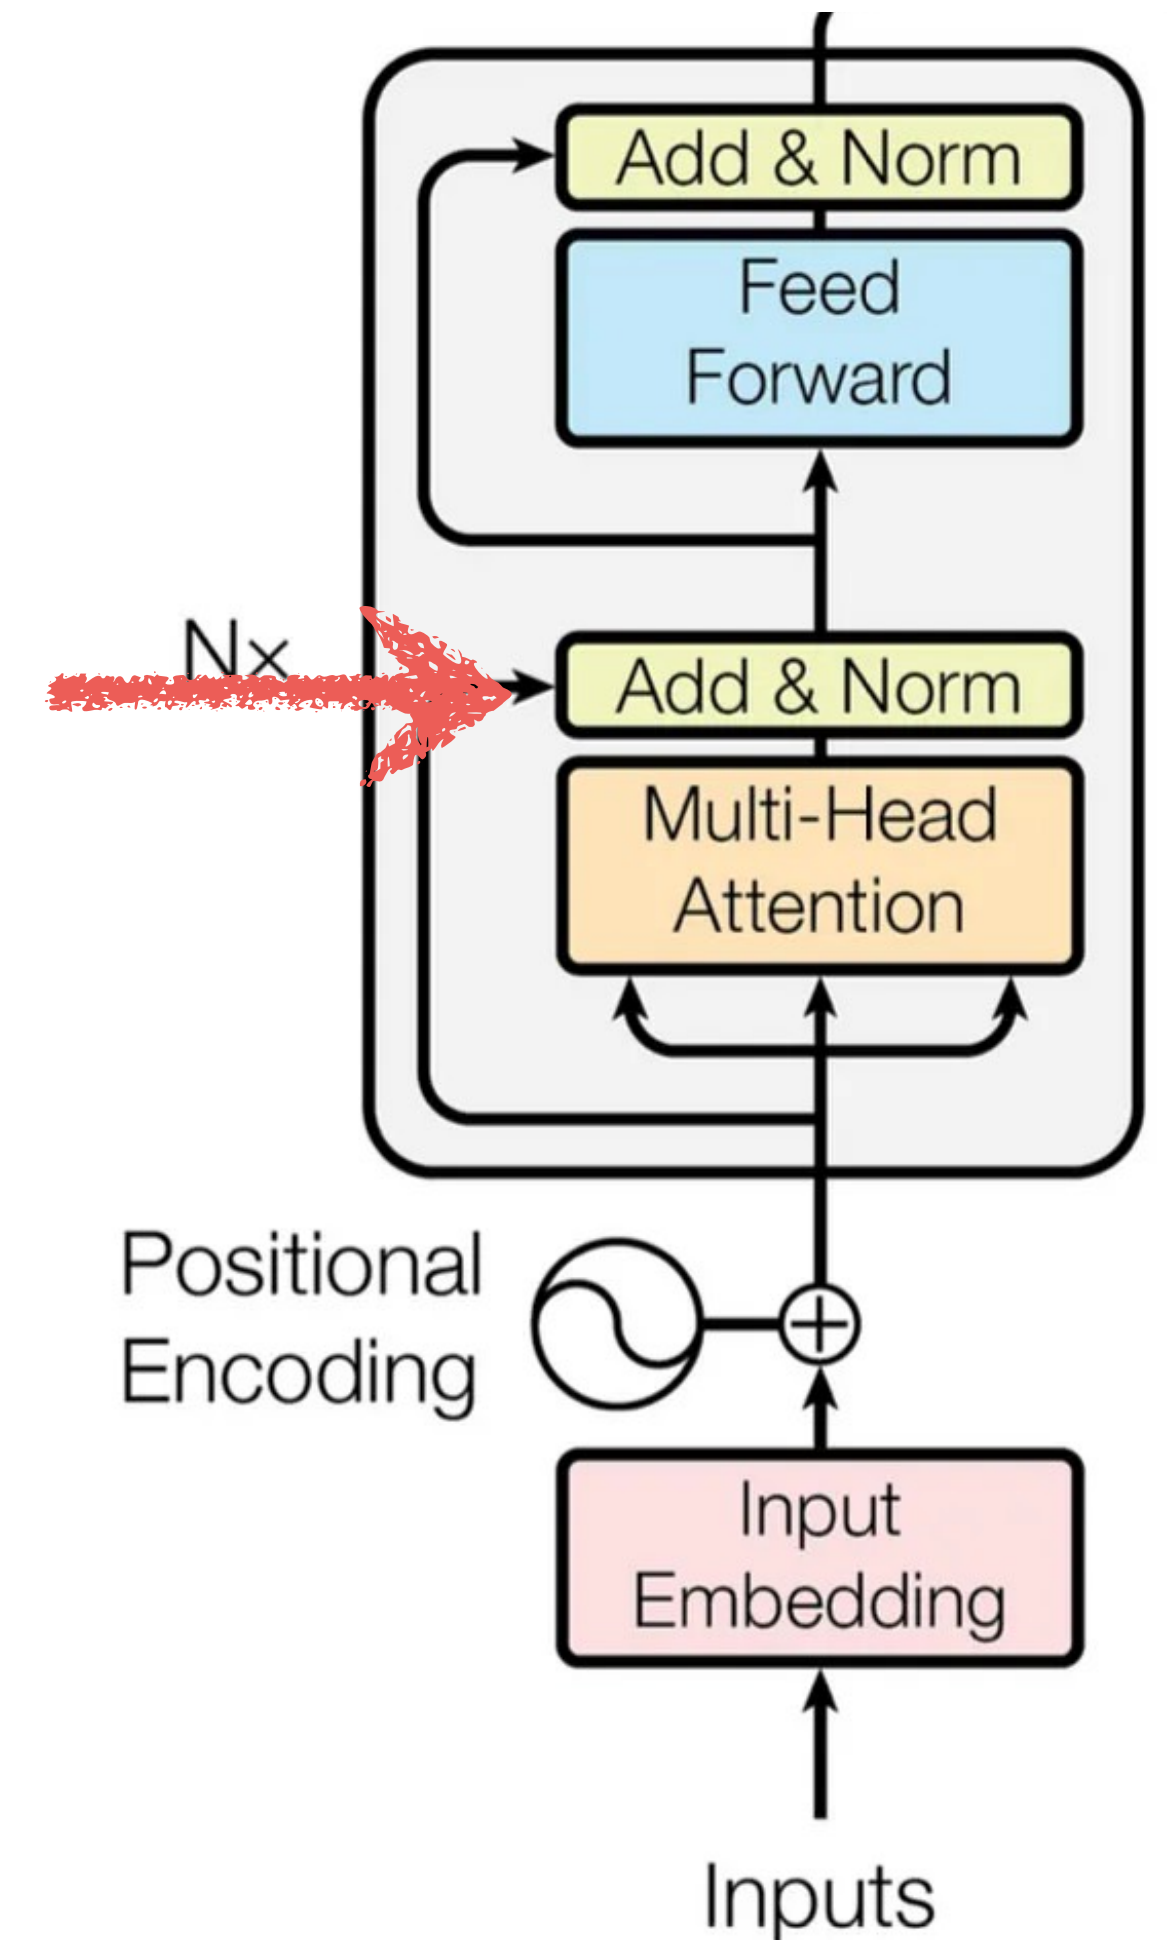 Add & Norm
Feed
Forward
Nx
Add & Norm
Multi-Head
Attention
Positional
Encoding
Input
Embedding
Inputs